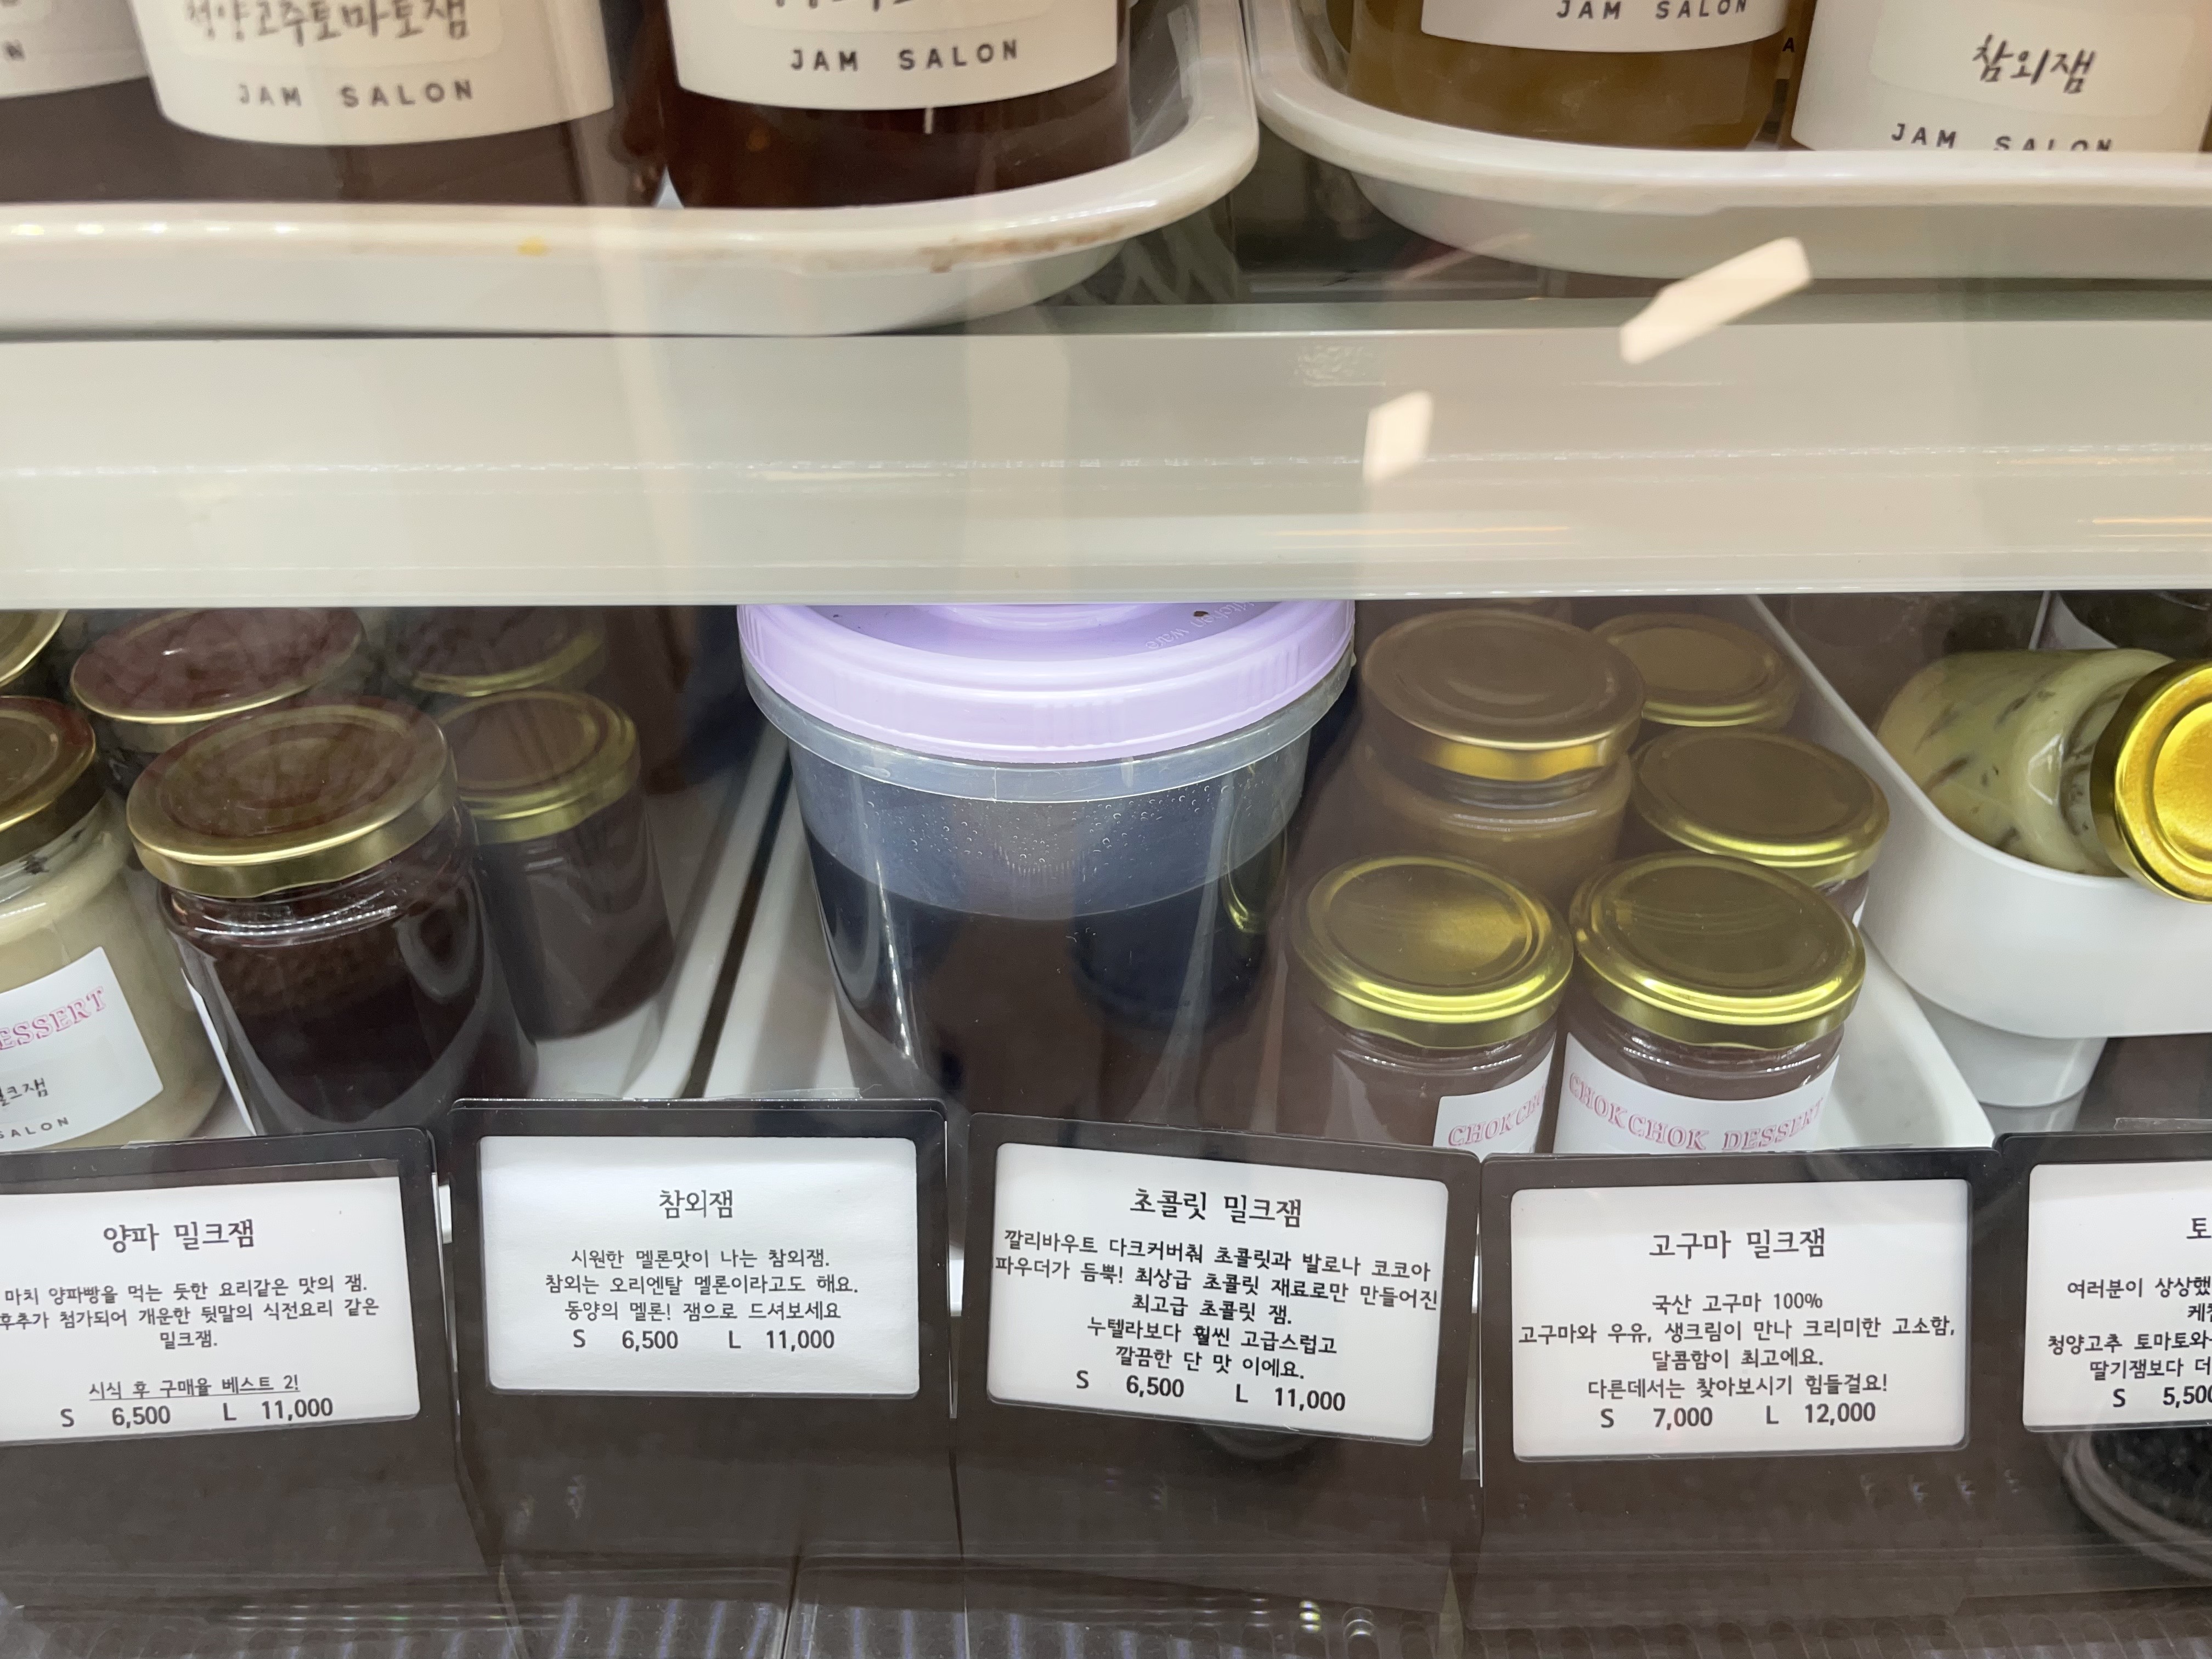 청양고추토마토잼
JAM SALON
JAM SALON
JAM SALON
참외잼
JAM SALON
ESSERT
밀크잼
SALON
CHOKCHO
CHOKCHOK DESSERT
양파 밀크잼
마치 양파빵을 먹는 듯한 요리같은 맛의 잼.
후추가 첨가되어 개운한 뒷말의 식전요리 같은
밀크잼.
시식 후 구매율 베스트 2!
S 6,500 L 11,000
참외잼
시원한 멜론맛이 나는 참외잼.
참외는 오리엔탈 멜론이라고도 해요.
동양의 멜론! 잼으로 드셔보세요
S 6,500 L 11,000
초콜릿 밀크잼
깔리바우트 다크커버춰 초콜릿과 발로나 코코아
파우더가 듬뿍! 최상급 초콜릿 재료로만 만들어진
최고급 초콜릿 잼.
누텔라보다 훨씬 고급스럽고
깔끔한 단 맛 이에요.
S 6,500 L 11,000
고구마 밀크잼
국산 고구마 100%
고구마와 우유, 생크림이 만나 크리미한 고소함,
달콤함이 최고에요.
다른데서는 찾아보시기 힘들걸요!
S 7,000 L 12,000
토
여러분이 상상했
케첩
청양고추 토마토와
딸기잼보다 더
S 5,500